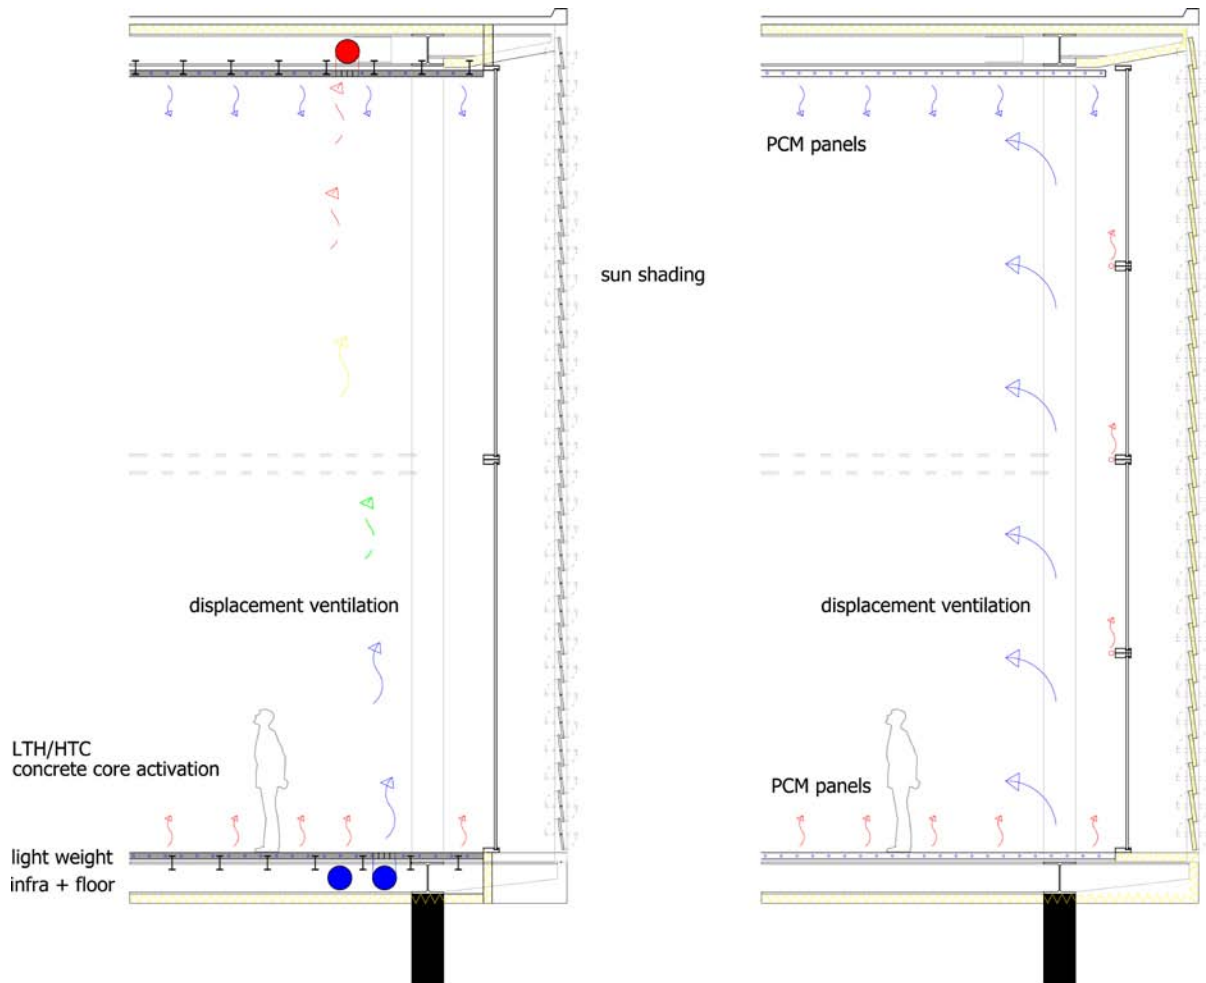 PCM panels
sun shading
displacement ventilation
displacement ventilation
LTH/HTC
concrete core activation
PCM panels
light weight
infra + floor